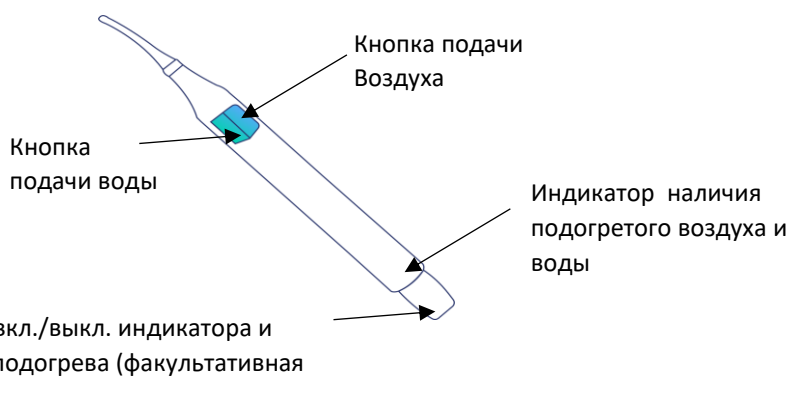 Кнопка подачи
Воздуха
Кнопка
подачи воды
Индикатор наличия
подогретого воздуха и
воды
вкл./выкл. индикатора и
подогрева (факультативная